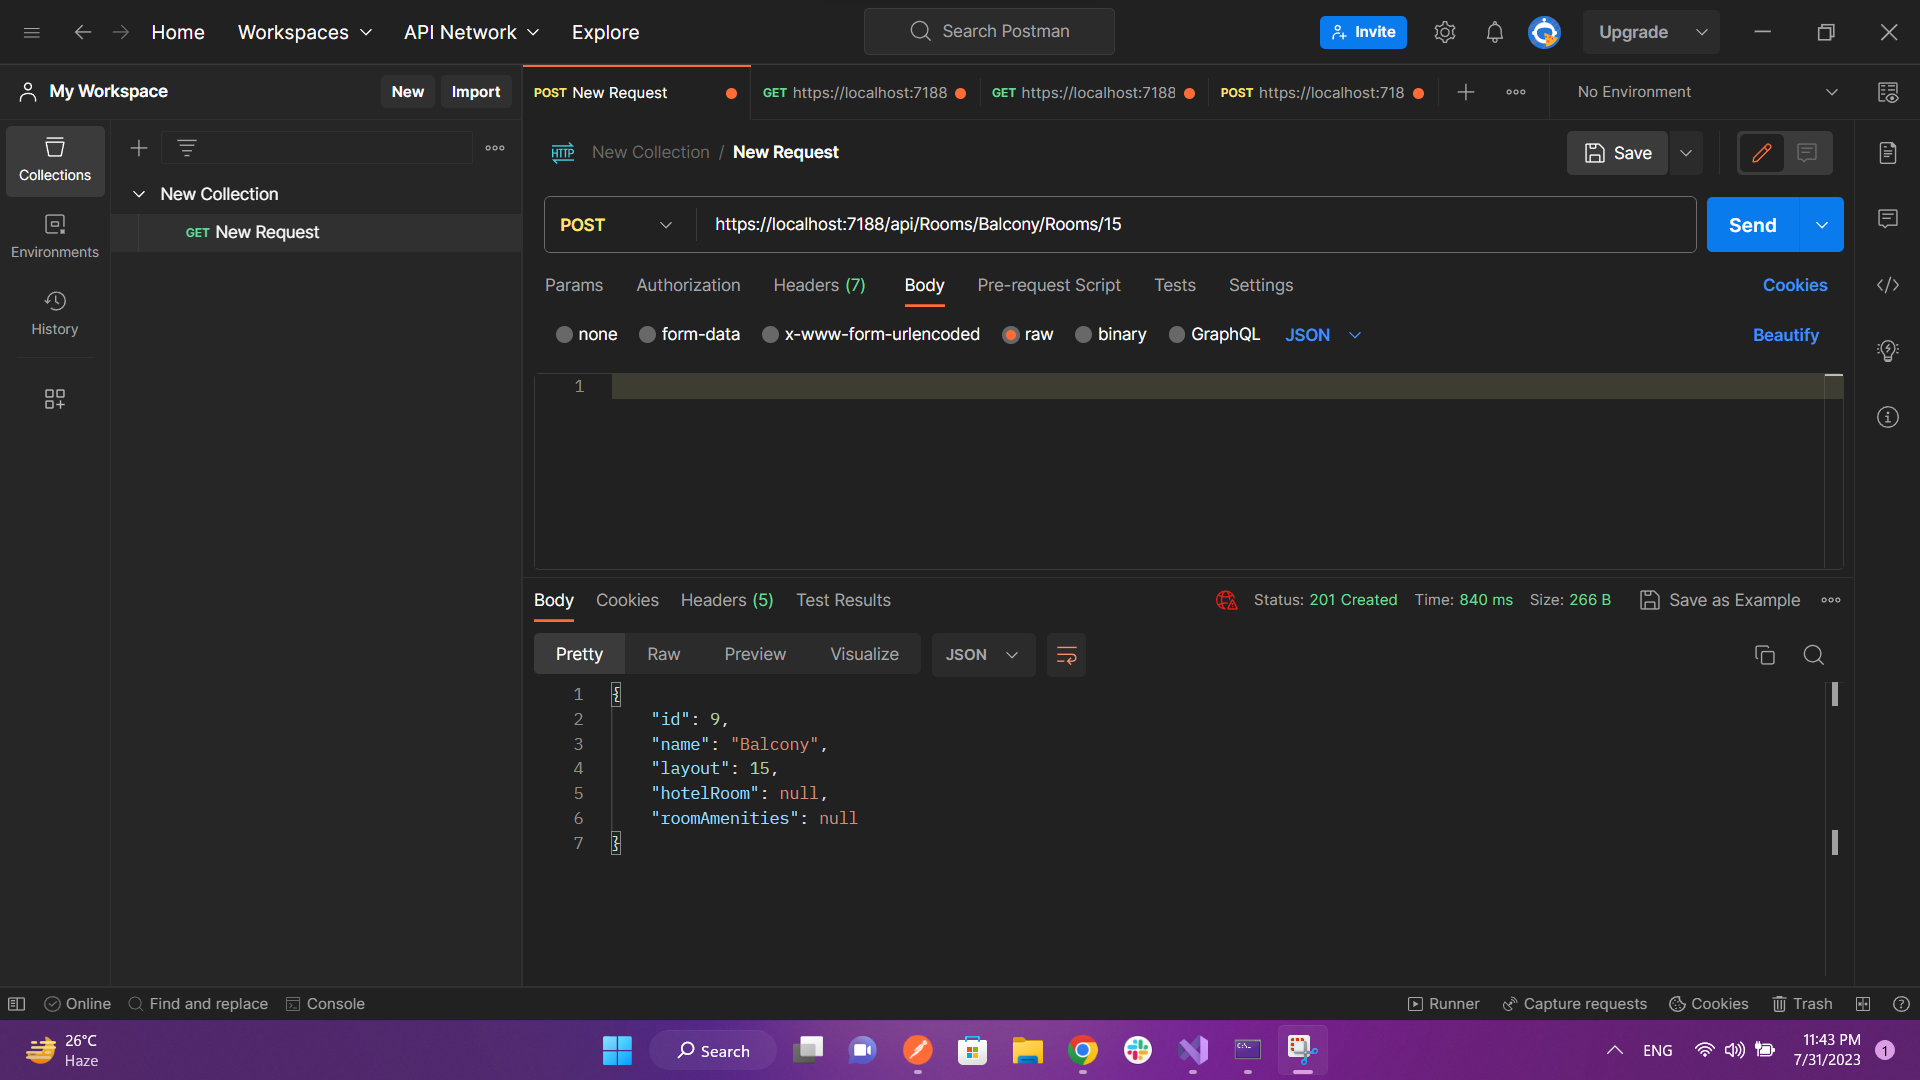 Home Workspaces API Network Explore Search Postman Invite Upgrade
My Workspace New Import POST New Request GET https://localhost:7188 GET https://localhost:7188 POST https://localhost:718 No Environment
Collections
Environments
History
New Collection
GET New Request
HTTP New Collection / New Request Save
POST https://localhost:7188/api/Rooms/Balcony/Rooms/15 Send
Params Authorization Headers (7) Body Pre-request Script Tests Settings Cookies
none form-data x-www-form-urlencoded raw binary GraphQL JSON Beautify
1
Body Cookies Headers (5) Test Results Status: 201 Created Time: 840 ms Size: 266 B Save as Example
Pretty Raw Preview Visualize JSON
1 {
2 "id": 9,
3 "name": "Balcony",
4 "layout": 15,
5 "hotelRoom": null,
6 "roomAmenities": null
7 }
Online Find and replace Console Runner Capture requests Cookies Trash
26°C
Haze
Search
ENG
11:43 PM
7/31/2023
1